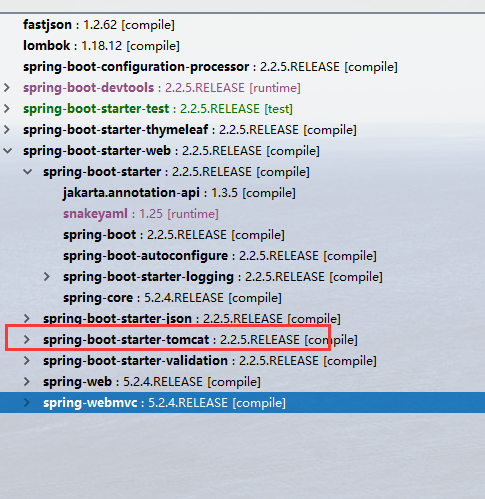 fastjson : 1.2.62 [compile]
lombok : 1.18.12 [compile]
spring-boot-configuration-processor : 2.2.5.RELEASE [compile]
spring-boot-devtools : 2.2.5.RELEASE [runtime]
spring-boot-starter-test : 2.2.5.RELEASE [test]
spring-boot-starter-thymeleaf : 2.2.5.RELEASE [compile]
spring-boot-starter-web : 2.2.5.RELEASE [compile]
spring-boot-starter : 2.2.5.RELEASE [compile]
jakarta.annotation-api : 1.3.5 [compile]
snakeyaml : 1.25 [runtime]
spring-boot : 2.2.5.RELEASE [compile]
spring-boot-autoconfigure : 2.2.5.RELEASE [compile]
spring-boot-starter-logging : 2.2.5.RELEASE [compile]
spring-core : 5.2.4.RELEASE [compile]
spring-boot-starter-json : 2.2.5.RELEASE [compile]
spring-boot-starter-tomcat : 2.2.5.RELEASE [compile]
spring-boot-starter-validation : 2.2.5.RELEASE [compile]
spring-web : 5.2.4.RELEASE [compile]
spring-webmvc : 5.2.4.RELEASE [compile]